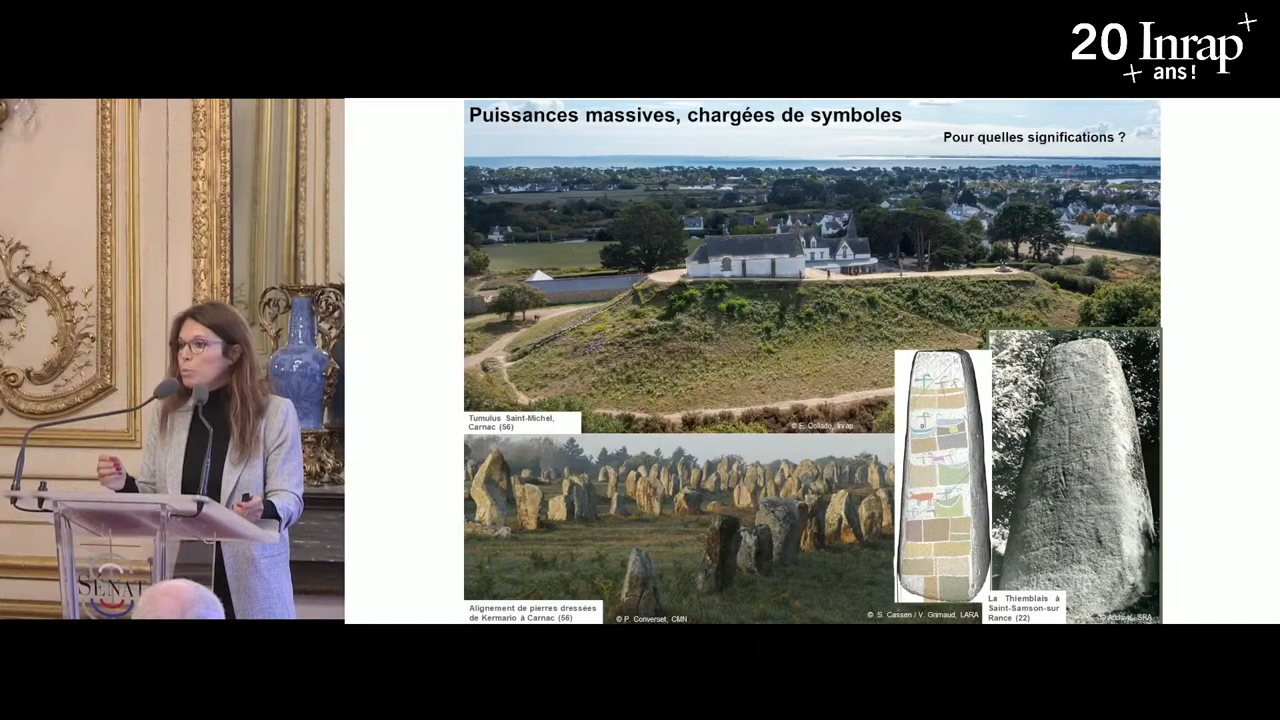 20 Inrap
ans!
Puissances massives, chargées de symboles
Pour quelles significations ?
Tumulus Saint-Michel,
Carnac (56)
© E. Collado, Inrap
Alignement de pierres dressées
de Kermario à Carnac (56)
© P. Converset, CMN
© S. Cassen / V. Grimaud, LARA
La Thiemblais à
Saint-Samson-sur
Rance (22)
© Archive, SRA
SÉNAT